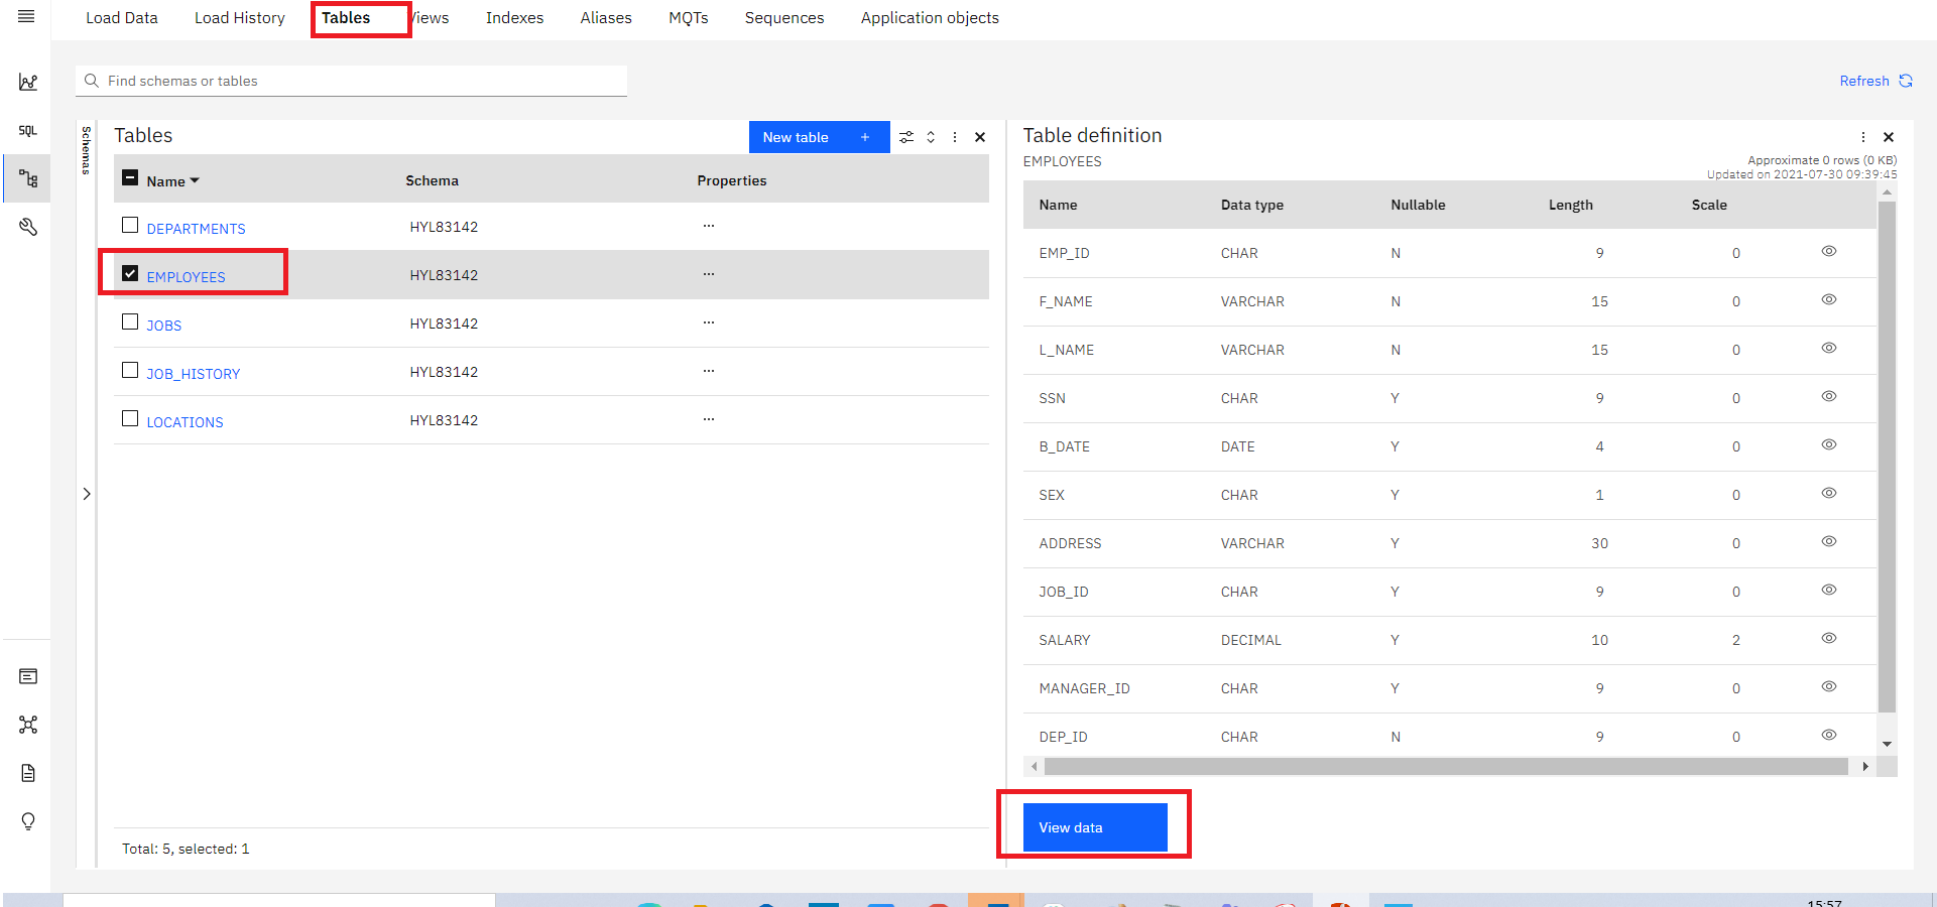 Load Data Load History Tables Views Indexes Aliases MQTs Sequences Application objects
Find schemas or tables
Refresh
SQL
Schemas
Tables
New table +
Name Schema Properties
DEPARTMENTS HYL83142 ...
EMPLOYEES HYL83142 ...
JOBS HYL83142 ...
JOB_HISTORY HYL83142 ...
LOCATIONS HYL83142 ...
Total: 5, selected: 1
Table definition
EMPLOYEES
Approximate 0 rows (0 KB)
Updated on 2021-07-30 09:39:45
Name Data type Nullable Length Scale
EMP_ID CHAR N 9 0
F_NAME VARCHAR N 15 0
L_NAME VARCHAR N 15 0
SSN CHAR Y 9 0
B_DATE DATE Y 4 0
SEX CHAR Y 1 0
ADDRESS VARCHAR Y 30 0
JOB_ID CHAR Y 9 0
SALARY DECIMAL Y 10 2
MANAGER_ID CHAR Y 9 0
DEP_ID CHAR N 9 0
View data
15:57